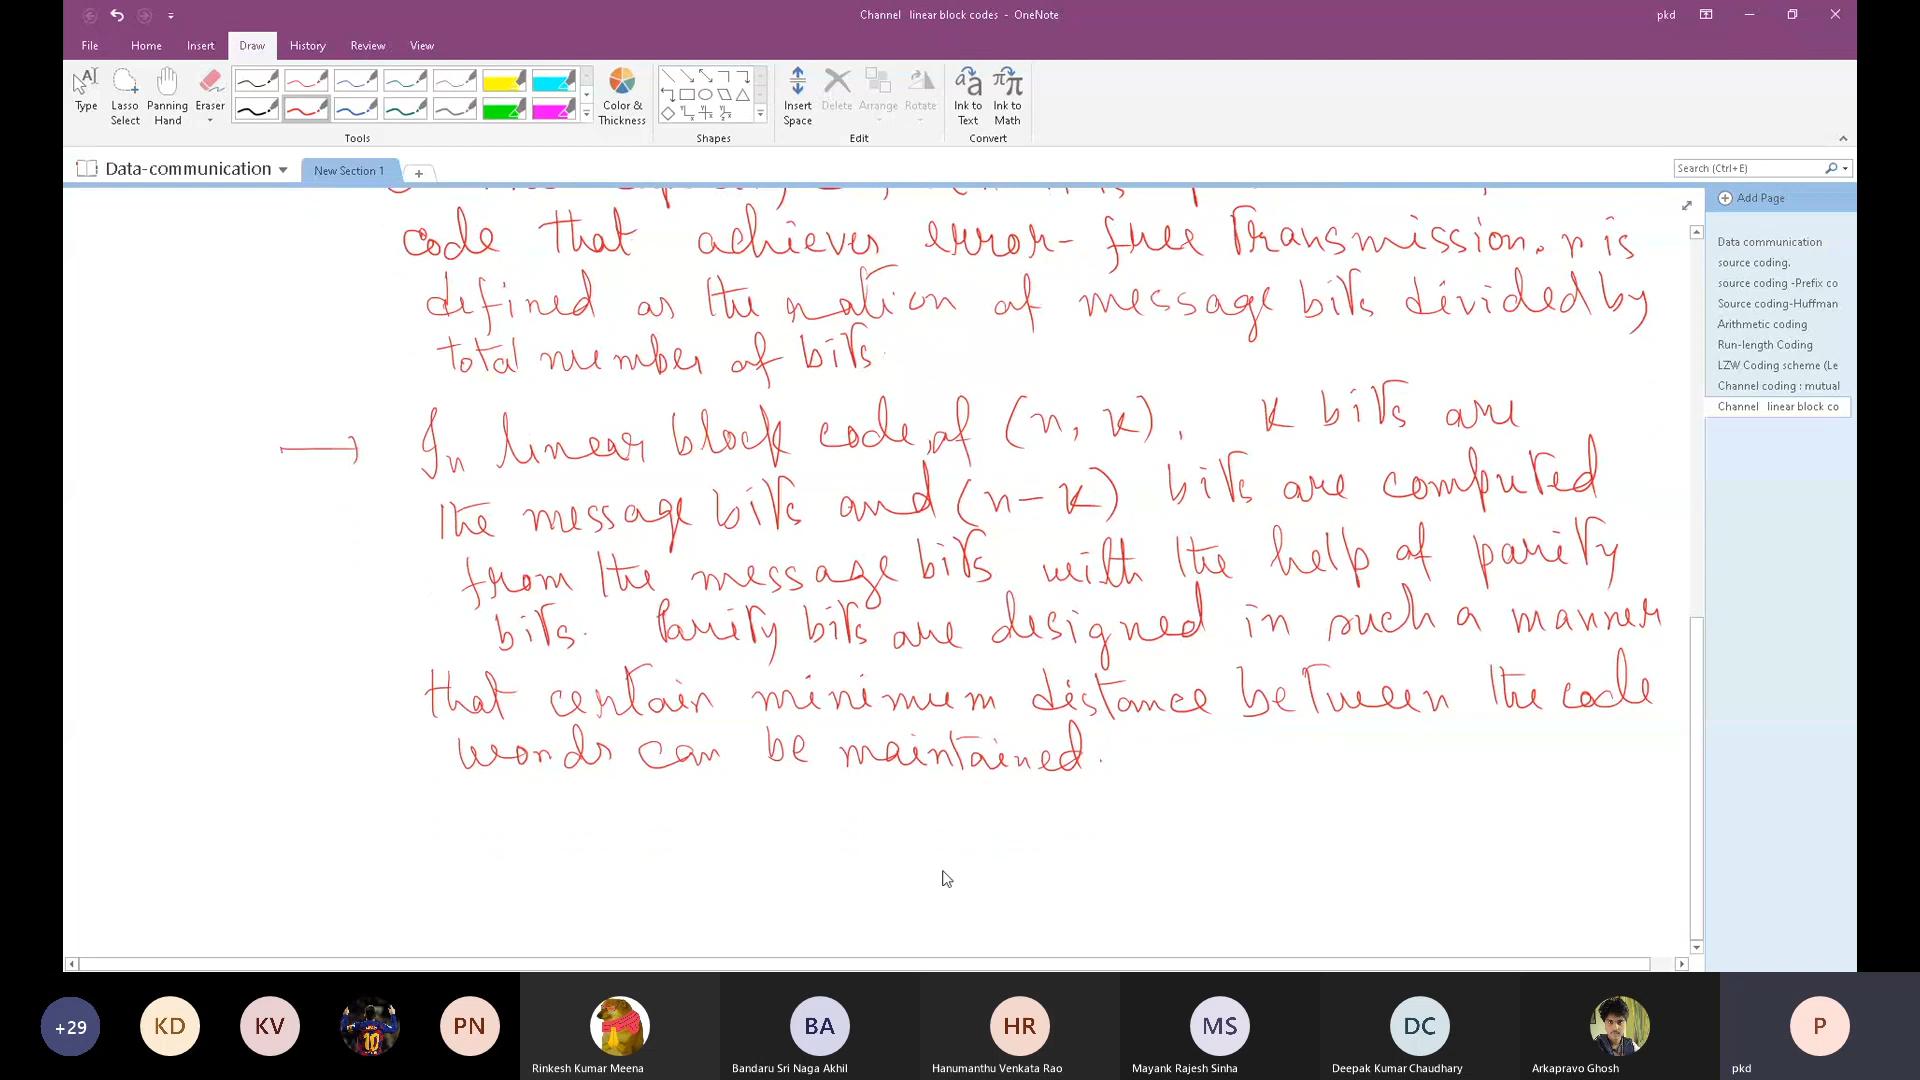 Channel linear block codes - OneNote
pkd
File Home Insert Draw History Review View
Type
Lasso Select
Panning Hand
Eraser
Color & Thickness
Insert Space
Delete
Arrange
Rotate
Ink to Text
Ink to Math
Tools
Shapes
Edit
Convert
Data-communication
New Section 1
Search (Ctrl+E)
code that achieves error-free Transmission. r is
defined as the ration of message bits divided by
total number of bits.
In linear block code, of (n, k), k bits are
the message bits and (n-k) bits are computed
from the message bits with the help of parity
bits. Parity bits are designed in such a manner
that certain minimum distance between the code
words can be maintained.
Add Page
Data communication
source coding.
source coding -Prefix co
Source coding-Huffman
Arithmetic coding
Run-length Coding
LZW Coding scheme (Le
Channel coding : mutual
Channel linear block co
+29
KD
KV
10
PN
Rinkesh Kumar Meena
BA
Bandaru Sri Naga Akhil
HR
Hanumanthu Venkata Rao
MS
Mayank Rajesh Sinha
DC
Deepak Kumar Chaudhary
Arkapravo Ghosh
P
pkd